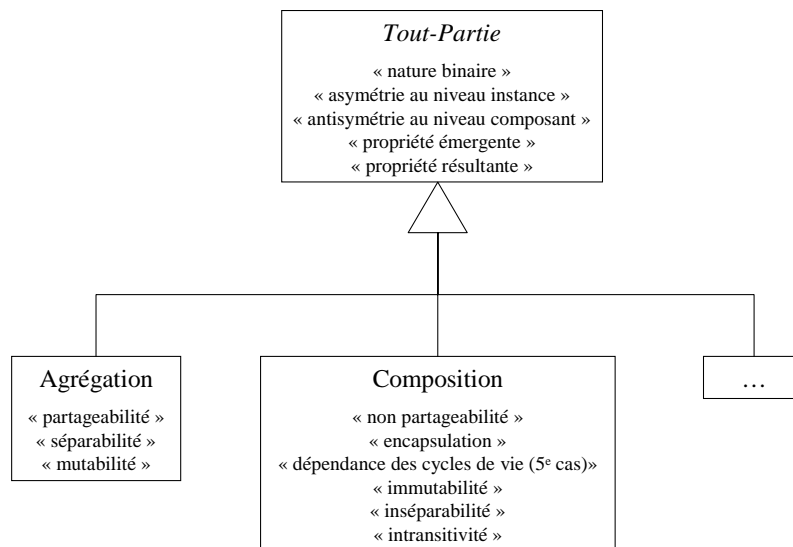 Tout-Partie
« nature binaire »
« asymétrie au niveau instance »
« antisymétrie au niveau composant »
« propriété émergente »
« propriété résultante »
Agrégation
« partageabilité »
« séparabilité »
« mutabilité »
Composition
« non partageabilité »
« encapsulation »
« dépendance des cycles de vie (5e cas)»
« immutabilité »
« inséparabilité »
« intransitivité »
…